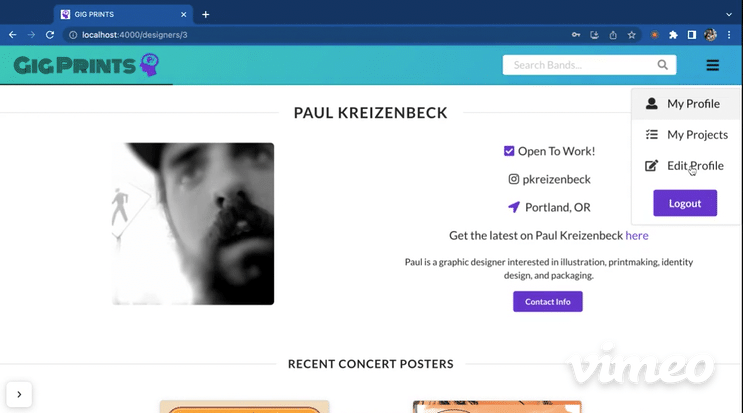 GIG PRINTS
localhost:4000/designers/3
GIG PRINTS
Search Bands...
My Profile
My Projects
Edit Profile
Logout
PAUL KREIZENBECK
Open To Work!
pkreizenbeck
Portland, OR
Get the latest on Paul Kreizenbeck here
Paul is a graphic designer interested in illustration, printmaking, identity
design, and packaging.
Contact Info
RECENT CONCERT POSTERS
vimeo